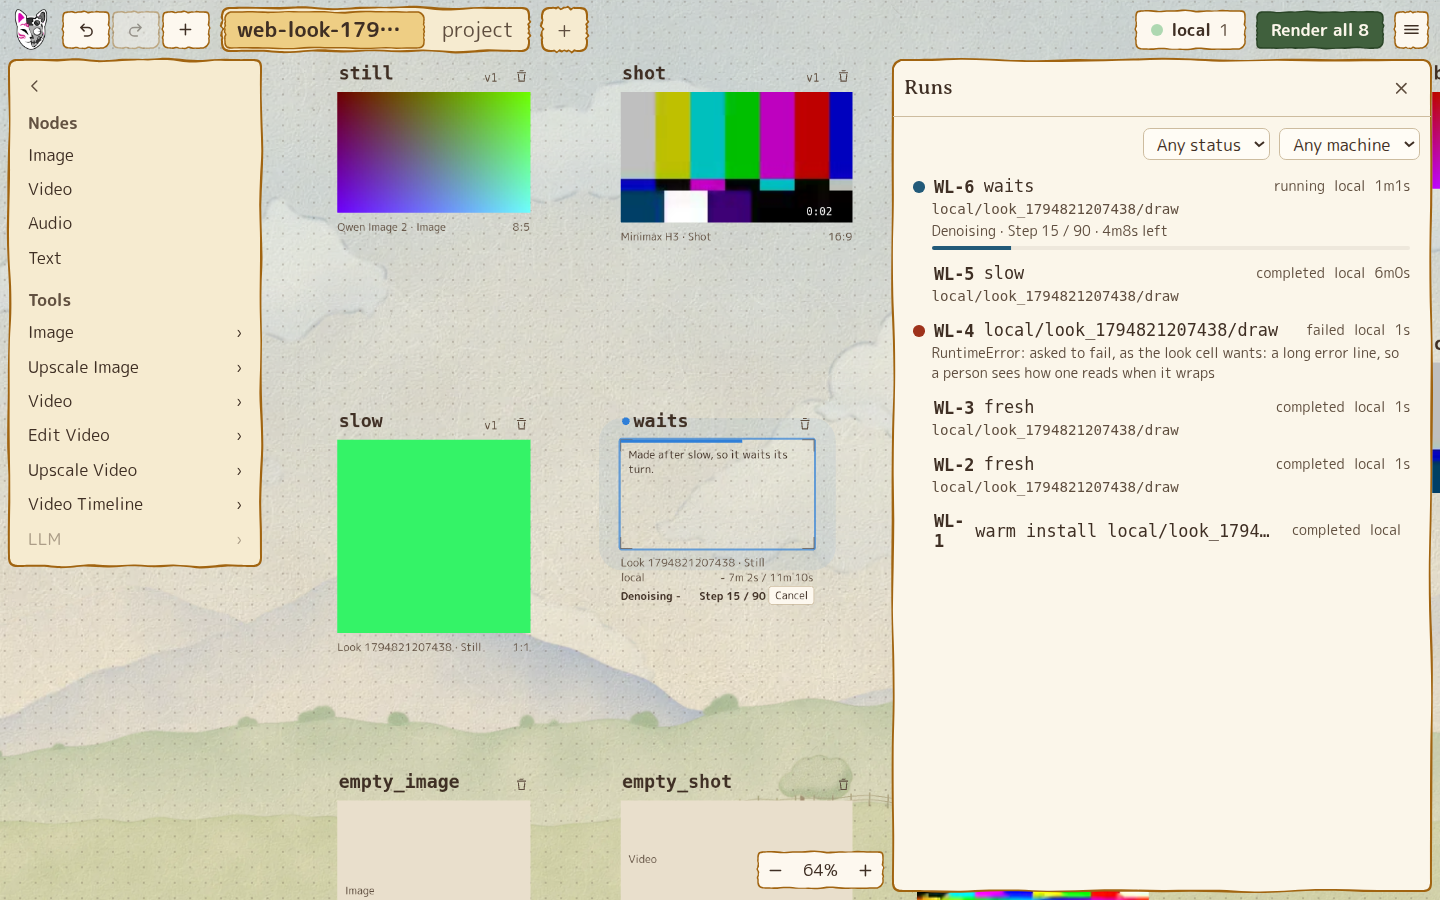 web-look-179···
project
local 1
Render all 8
Nodes
Image
Video
Audio
Text
Tools
Image
Upscale Image
Video
Edit Video
Upscale Video
Video Timeline
LLM
still v1
Qwen Image 2 · Image 8:5
shot v1
0:02
Minimax H3 · Shot 16:9
slow v1
Look 1794821207438 · Still 1:1
waits
Made after slow, so it waits its
turn.
Look 1794821207438 · Still
local - 7m 2s / 11m 10s
Denoising - Step 15 / 90 Cancel
empty_image
Image
empty_shot
Video
64%
Runs
Any status Any machine
WL-6 waits running local 1m1s
local/look_1794821207438/draw
Denoising · Step 15 / 90 · 4m8s left
WL-5 slow completed local 6m0s
local/look_1794821207438/draw
WL-4 local/look_1794821207438/draw failed local 1s
RuntimeError: asked to fail, as the look cell wants: a long error line, so
a person sees how one reads when it wraps
WL-3 fresh completed local 1s
local/look_1794821207438/draw
WL-2 fresh completed local 1s
local/look_1794821207438/draw
WL-
1 warm install local/look_1794… completed local